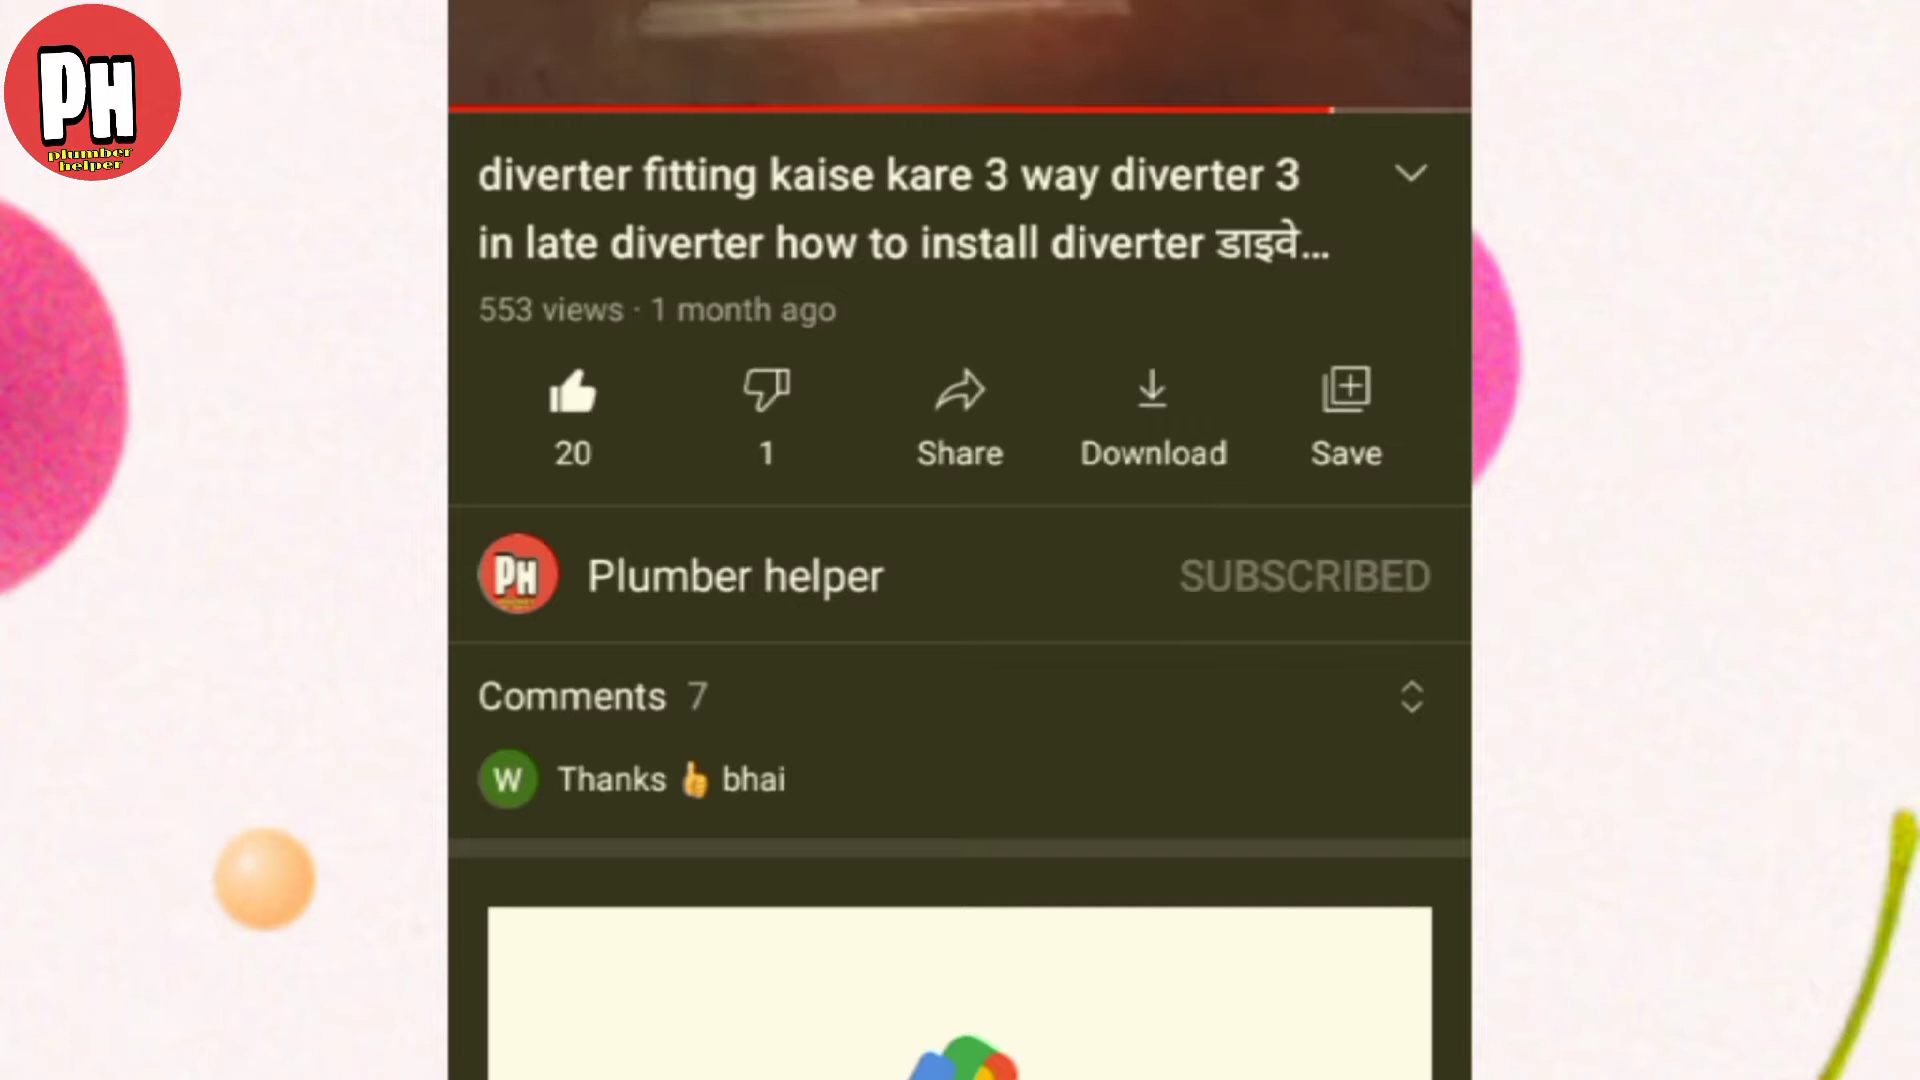 PH
plumber
helper
diverter fitting kaise kare 3 way diverter 3
in late diverter how to install diverter डाइवे...
553 views · 1 month ago
20
1
Share
Download
Save
PH
Plumber helper
SUBSCRIBED
Comments 7
W
Thanks 👍 bhai